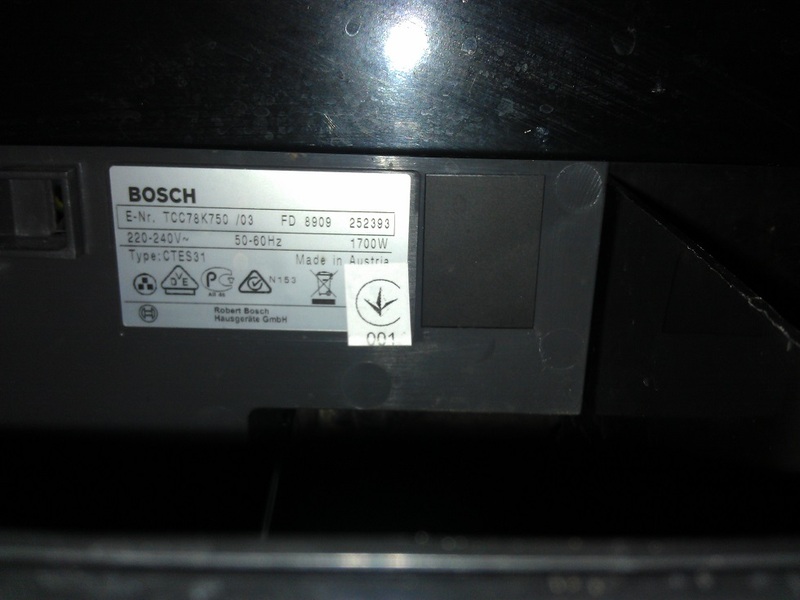 BOSCH
E-Nr. TCC78K750 /03 FD 8909 252393
220-240V~ 50-60Hz 1700W
Type:CTES31 Made in Austria
N153
Robert Bosch
Hausgeräte GmbH
001